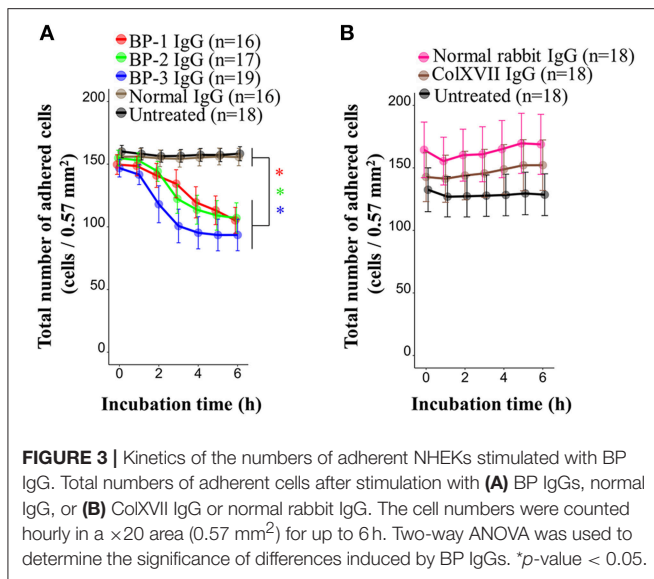 A
BP-1 IgG (n=16)
BP-2 IgG (n=17)
BP-3 IgG (n=19)
Normal IgG (n=16)
Untreated (n=18)
Total number of adhered cells
(cells / 0.57 mm²)
200
150
100
50
0
*
*
*
0 2 4 6
Incubation time (h)
B
Normal rabbit IgG (n=18)
ColXVII IgG (n=18)
Untreated (n=18)
Total number of adhered cells
(cells / 0.57 mm²)
200
150
100
50
0
0 2 4 6
Incubation time (h)
FIGURE 3 | Kinetics of the numbers of adherent NHEKs stimulated with BP
IgG. Total numbers of adherent cells after stimulation with (A) BP IgGs, normal
IgG, or (B) ColXVII IgG or normal rabbit IgG. The cell numbers were counted
hourly in a ×20 area (0.57 mm²) for up to 6 h. Two-way ANOVA was used to
determine the significance of differences induced by BP IgGs. *p-value < 0.05.